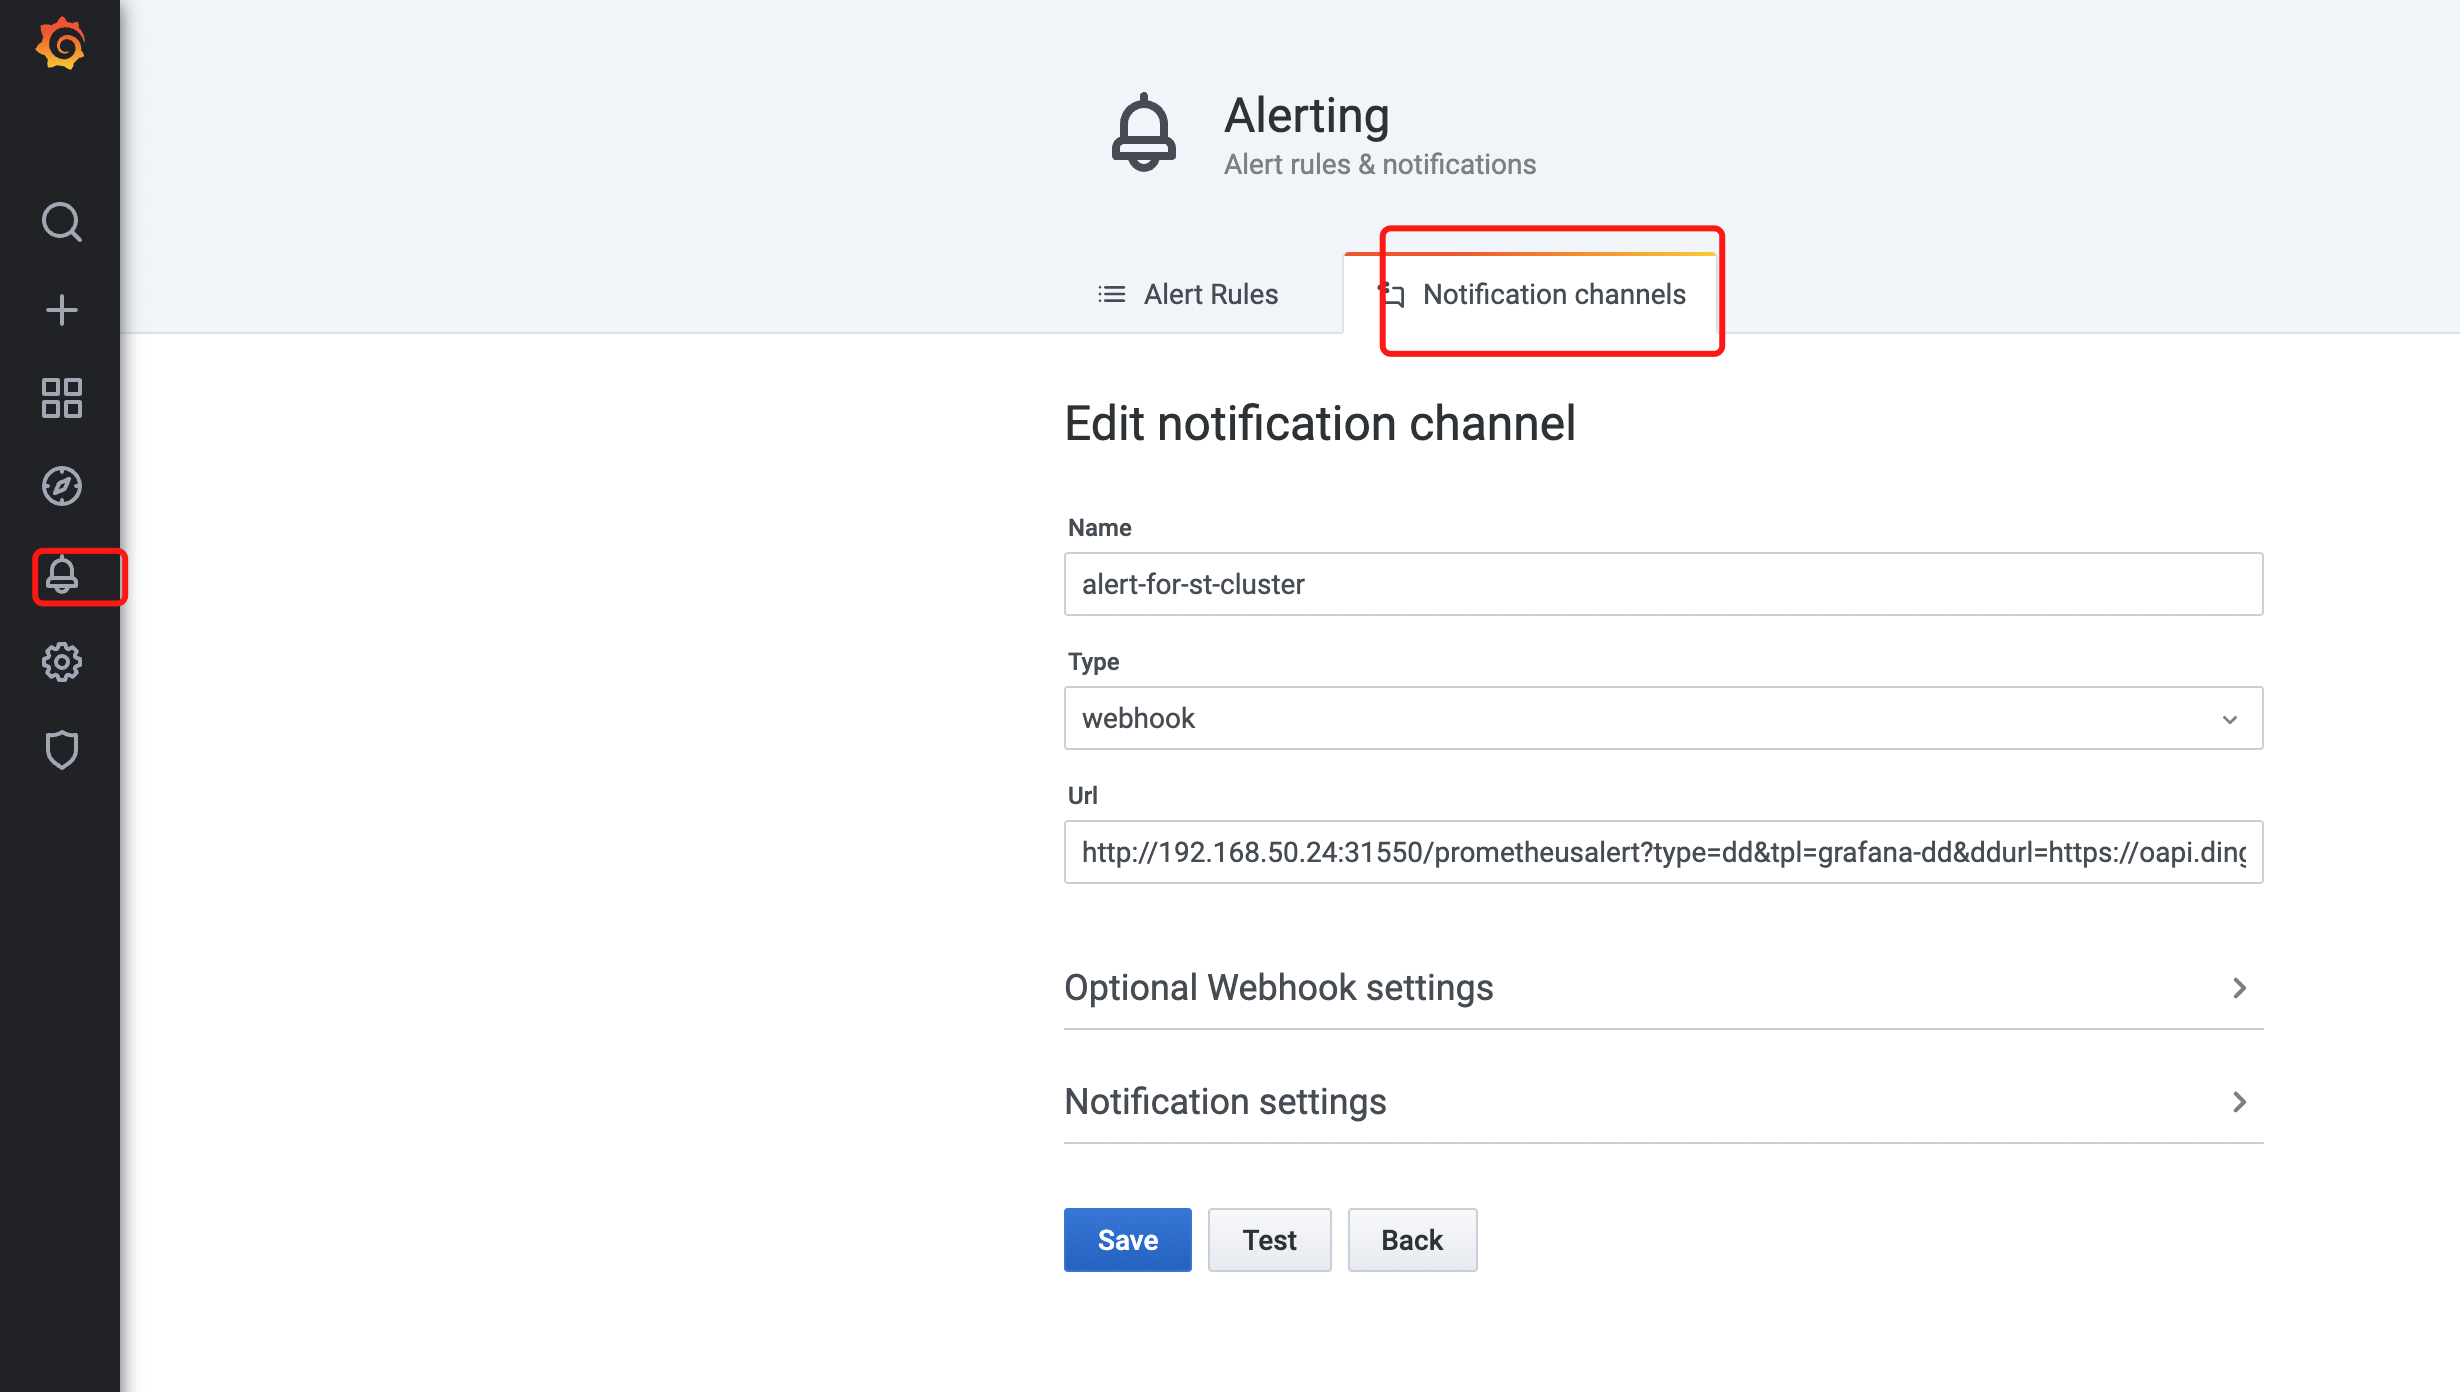 Alerting
Alert rules & notifications
Alert Rules
Notification channels
Edit notification channel
Name
alert-for-st-cluster
Type
webhook
Url
http://192.168.50.24:31550/prometheusalert?type=dd&tpl=grafana-dd&ddurl=https://oapi.ding
Optional Webhook settings
Notification settings
Save Test Back